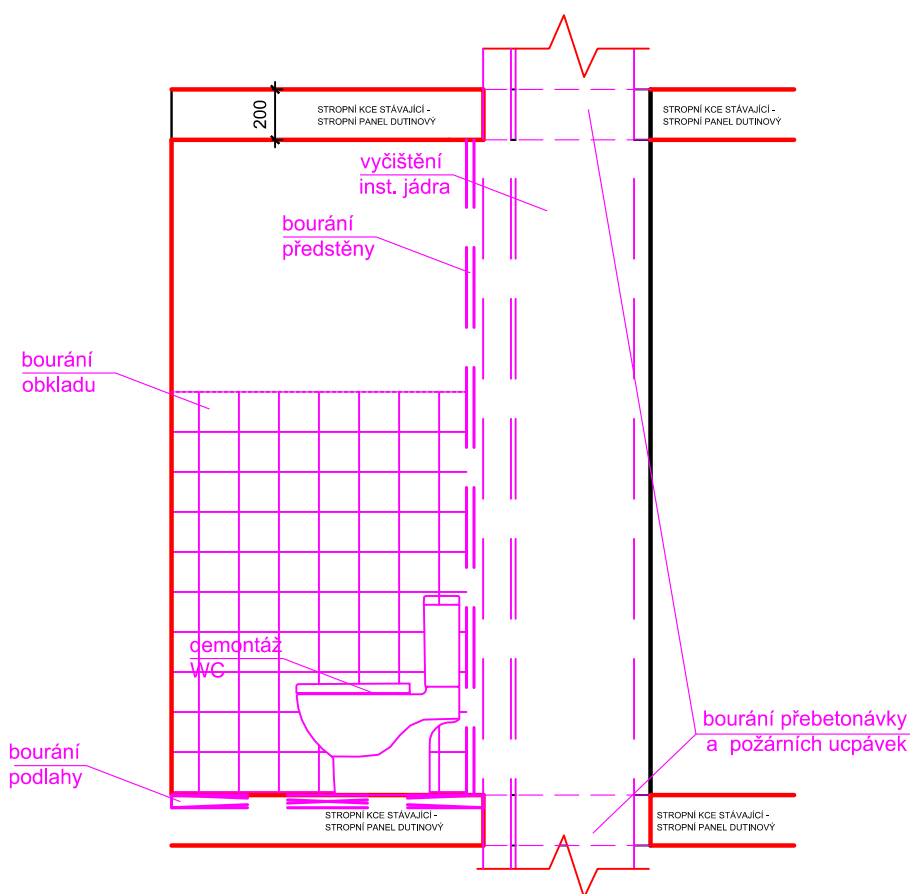 STROPNÍ KCE STÁVAJÍCÍ -
STROPNÍ PANEL DUTINOVÝ
STROPNÍ KCE STÁVAJÍCÍ -
STROPNÍ PANEL DUTINOVÝ
200
vyčištění
inst. jádra
bourání
předstěny
bourání
obkladu
demontáž
WC
bourání přebetonávky
a požárních ucpávek
bourání
podlahy
STROPNÍ KCE STÁVAJÍCÍ -
STROPNÍ PANEL DUTINOVÝ
STROPNÍ KCE STÁVAJÍCÍ -
STROPNÍ PANEL DUTINOVÝ